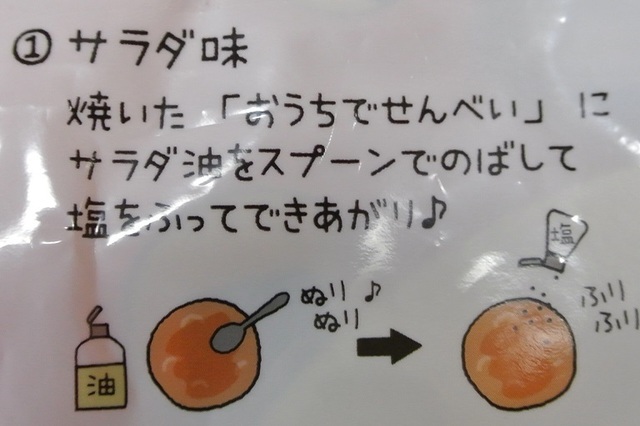 ① サラダ味
焼いた「おうちでせんべい」に
サラダ油をスプーンでのばして
塩をふってできあがり♪
塩
ぬり♪
ぬり
ふり
ふり
油